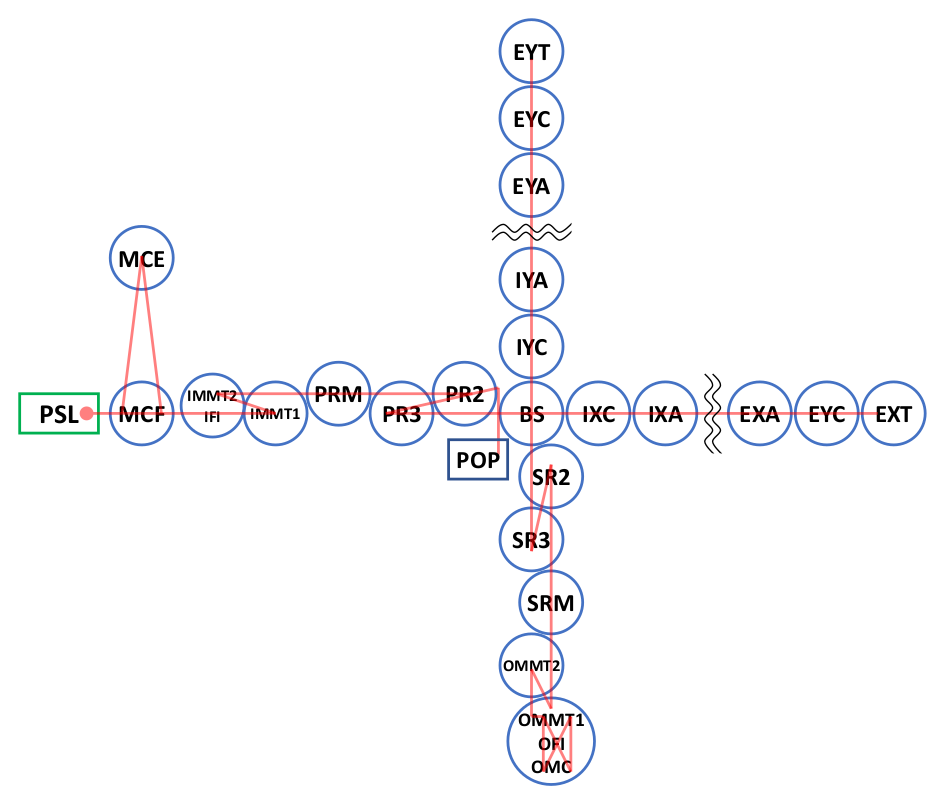 EYT
EYC
EYA
MCE
IYA
IYC
PSL
MCF
IMMT2
IFI
IMMT1
PRM
PR3
PR2
BS
IXC
IXA
EXA
EYC
EXT
POP
SR2
SR3
SRM
OMMT2
OMMT1
OFI
OMC